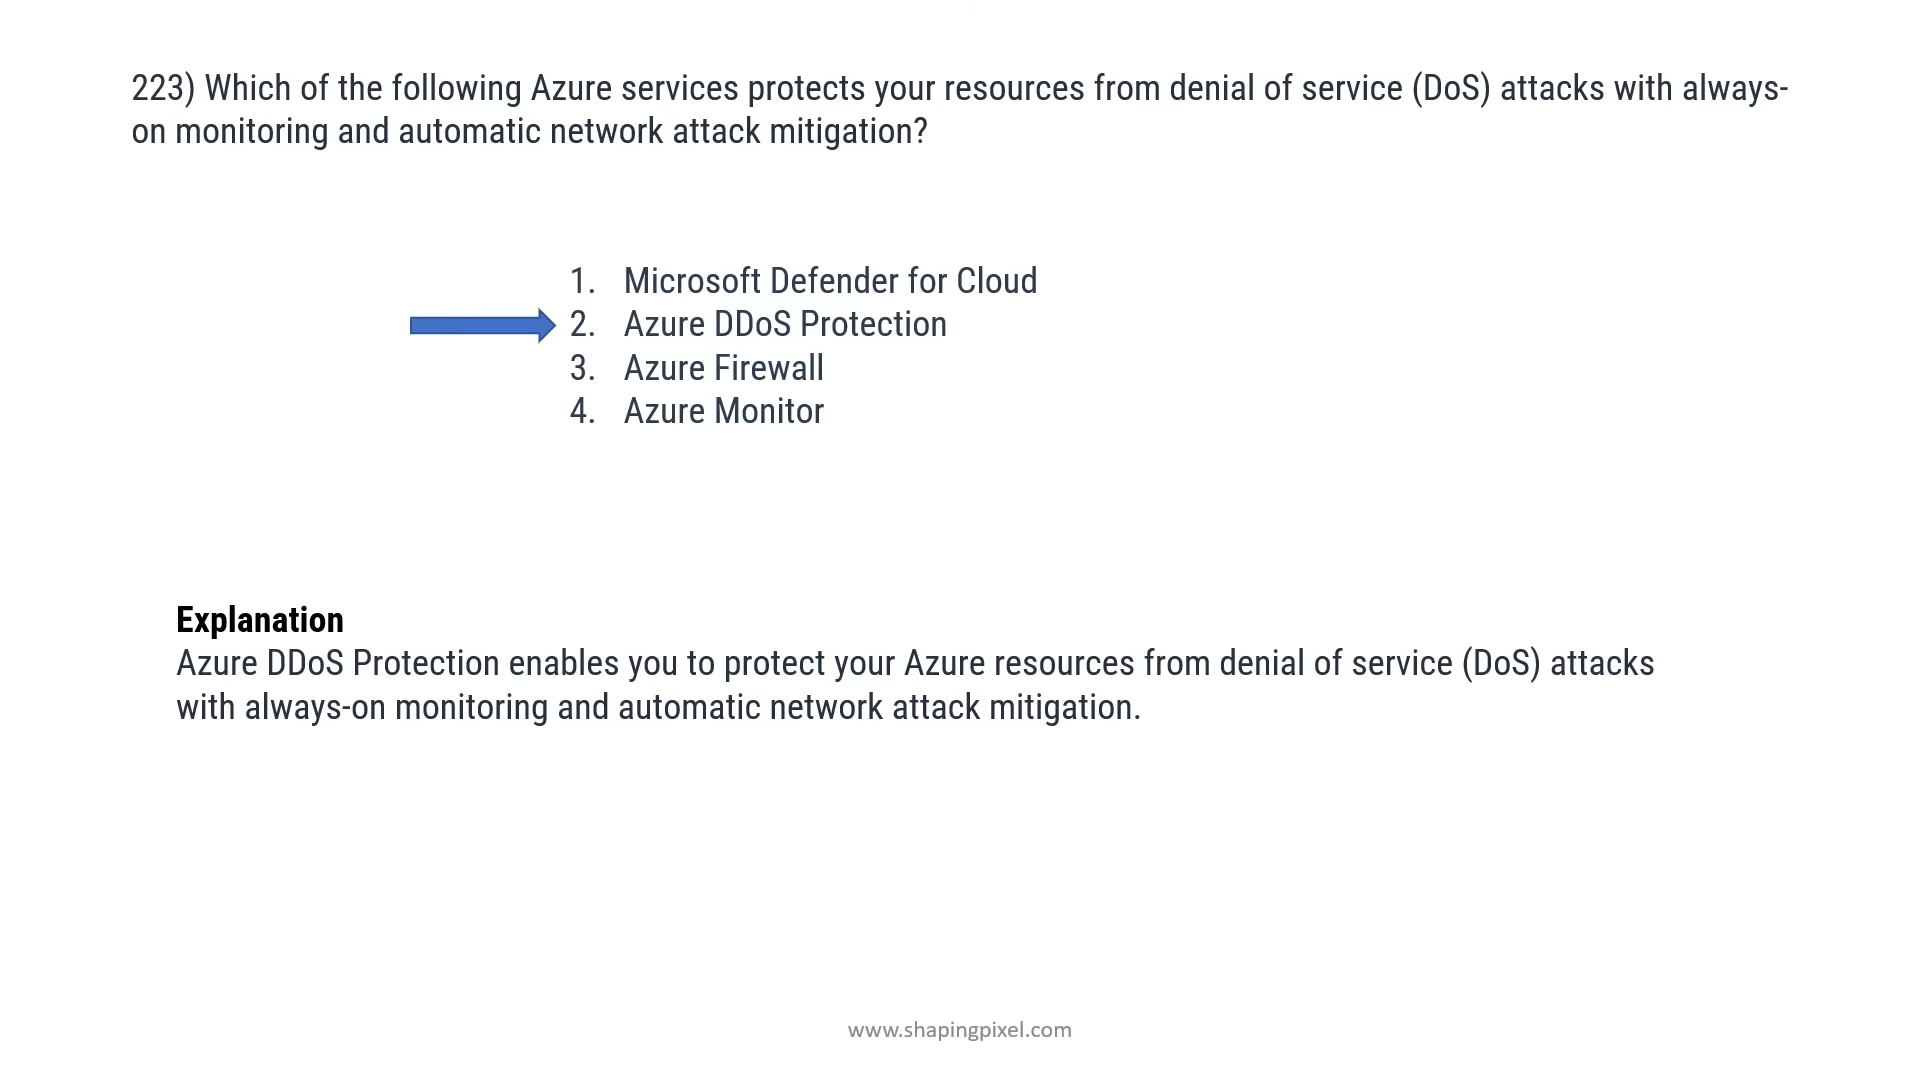 223) Which of the following Azure services protects your resources from denial of service (DoS) attacks with always-
on monitoring and automatic network attack mitigation?
1. Microsoft Defender for Cloud
2. Azure DDoS Protection
3. Azure Firewall
4. Azure Monitor
Explanation
Azure DDoS Protection enables you to protect your Azure resources from denial of service (DoS) attacks
with always-on monitoring and automatic network attack mitigation.
www.shapingpixel.com